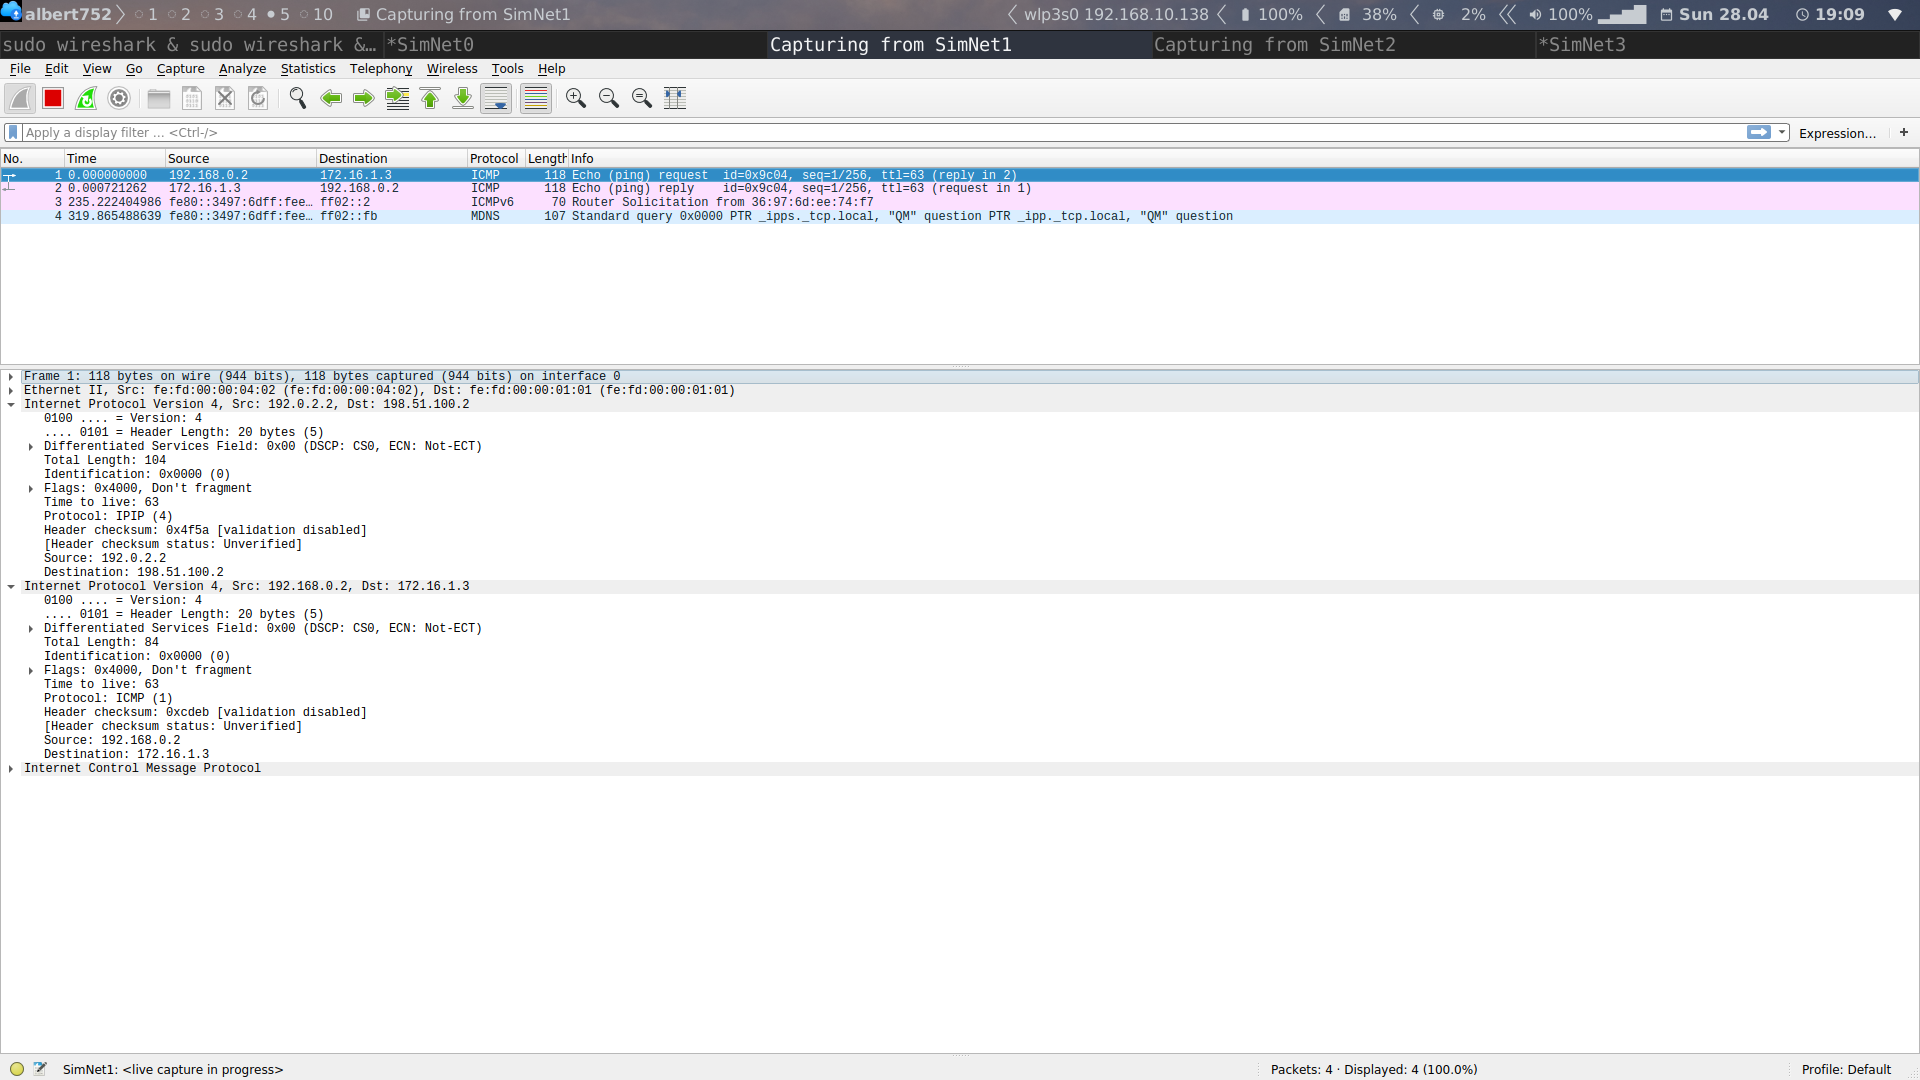 albert752 1 2 3 4 5 10 Capturing from SimNet1 wlp3s0 192.168.10.138 100% 38% 2% 100% Sun 28.04 19:09
sudo wireshark & sudo wireshark &… *SimNet0 Capturing from SimNet1 Capturing from SimNet2 *SimNet3
File Edit View Go Capture Analyze Statistics Telephony Wireless Tools Help
Apply a display filter ... <Ctrl-/> Expression… +
No. Time Source Destination Protocol Length Info
1 0.000000000 192.168.0.2 172.16.1.3 ICMP 118 Echo (ping) request id=0x9c04, seq=1/256, ttl=63 (reply in 2)
2 0.000721262 172.16.1.3 192.168.0.2 ICMP 118 Echo (ping) reply id=0x9c04, seq=1/256, ttl=63 (request in 1)
3 235.222404986 fe80::3497:6dff:fee… ff02::2 ICMPv6 70 Router Solicitation from 36:97:6d:ee:74:f7
4 319.865488639 fe80::3497:6dff:fee… ff02::fb MDNS 107 Standard query 0x0000 PTR _ipps._tcp.local, "QM" question PTR _ipp._tcp.local, "QM" question
Frame 1: 118 bytes on wire (944 bits), 118 bytes captured (944 bits) on interface 0
Ethernet II, Src: fe:fd:00:00:04:02 (fe:fd:00:00:04:02), Dst: fe:fd:00:00:01:01 (fe:fd:00:00:01:01)
Internet Protocol Version 4, Src: 192.0.2.2, Dst: 198.51.100.2
0100 .... = Version: 4
.... 0101 = Header Length: 20 bytes (5)
Differentiated Services Field: 0x00 (DSCP: CS0, ECN: Not-ECT)
Total Length: 104
Identification: 0x0000 (0)
Flags: 0x4000, Don't fragment
Time to live: 63
Protocol: IPIP (4)
Header checksum: 0x4f5a [validation disabled]
[Header checksum status: Unverified]
Source: 192.0.2.2
Destination: 198.51.100.2
Internet Protocol Version 4, Src: 192.168.0.2, Dst: 172.16.1.3
0100 .... = Version: 4
.... 0101 = Header Length: 20 bytes (5)
Differentiated Services Field: 0x00 (DSCP: CS0, ECN: Not-ECT)
Total Length: 84
Identification: 0x0000 (0)
Flags: 0x4000, Don't fragment
Time to live: 63
Protocol: ICMP (1)
Header checksum: 0xcdeb [validation disabled]
[Header checksum status: Unverified]
Source: 192.168.0.2
Destination: 172.16.1.3
Internet Control Message Protocol
SimNet1: <live capture in progress> Packets: 4 · Displayed: 4 (100.0%) Profile: Default